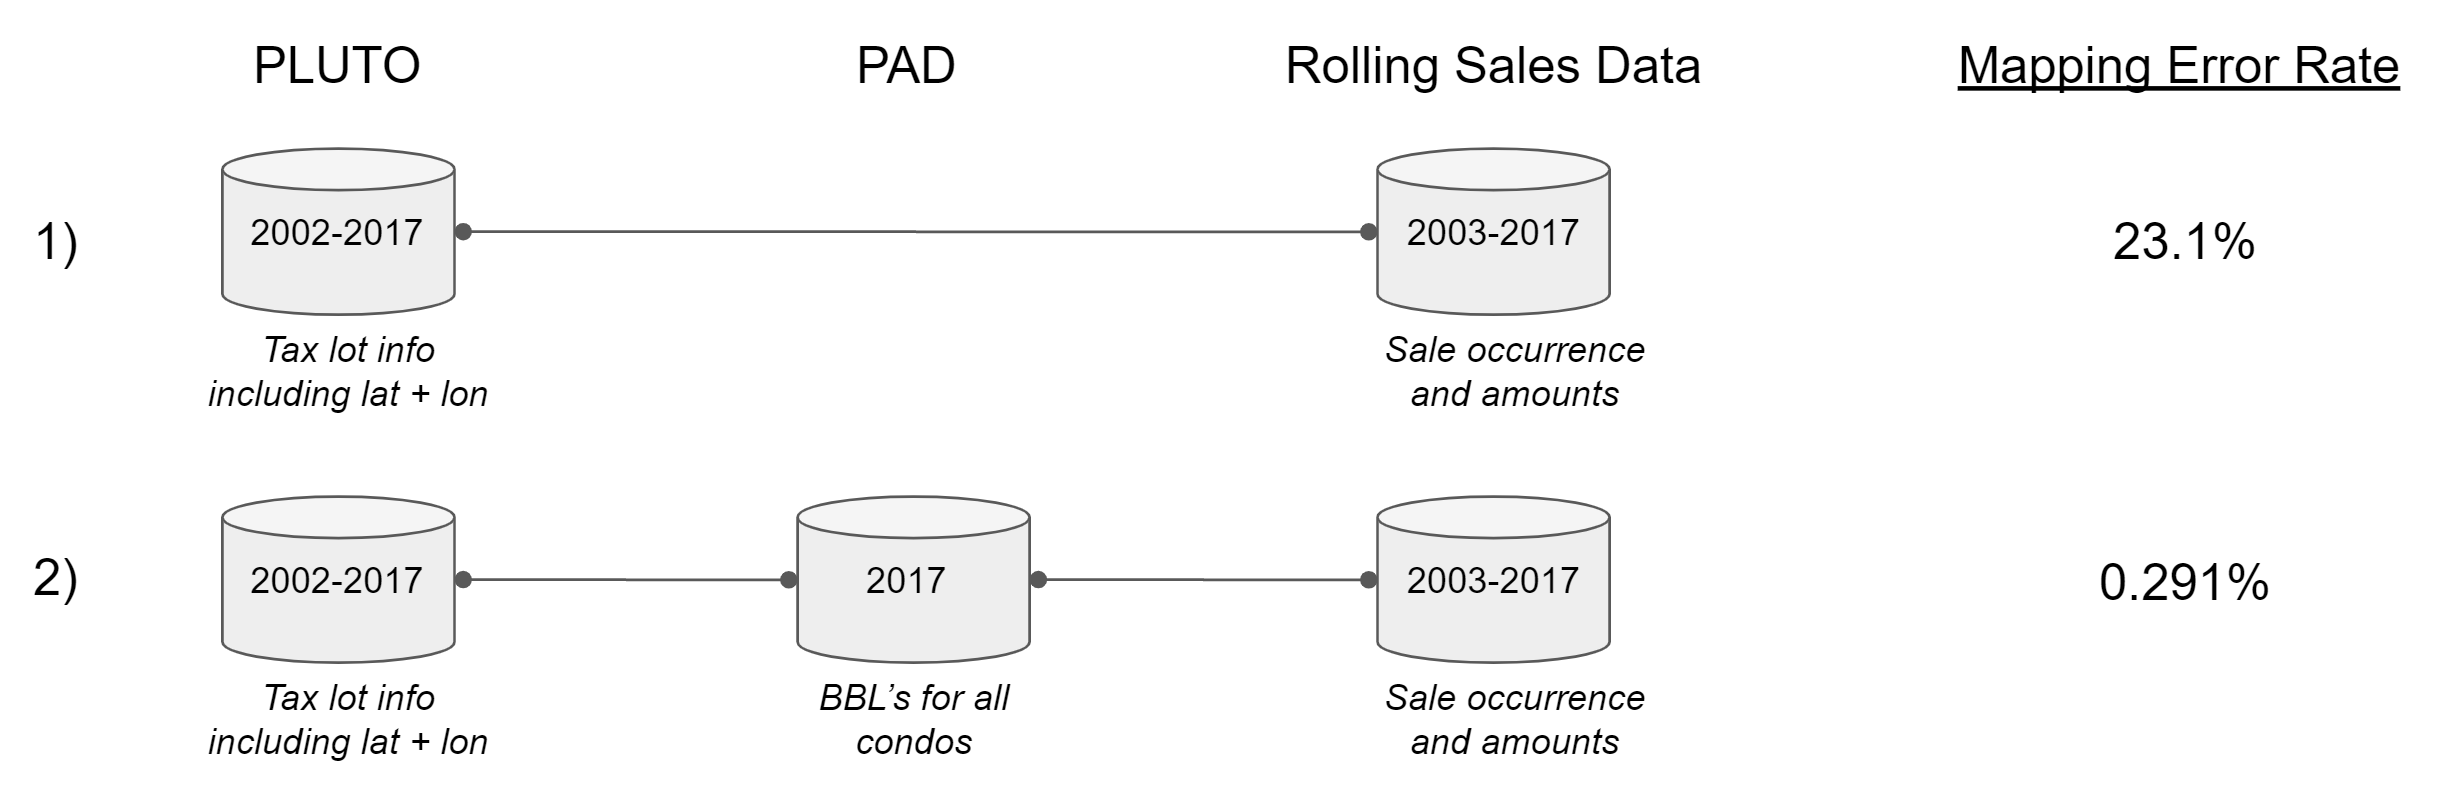 PLUTO PAD Rolling Sales Data Mapping Error Rate
1) 2002-2017 2003-2017 23.1%
Tax lot info Sale occurrence
including lat + lon and amounts
2) 2002-2017 2017 2003-2017 0.291%
Tax lot info BBL’s for all Sale occurrence
including lat + lon condos and amounts